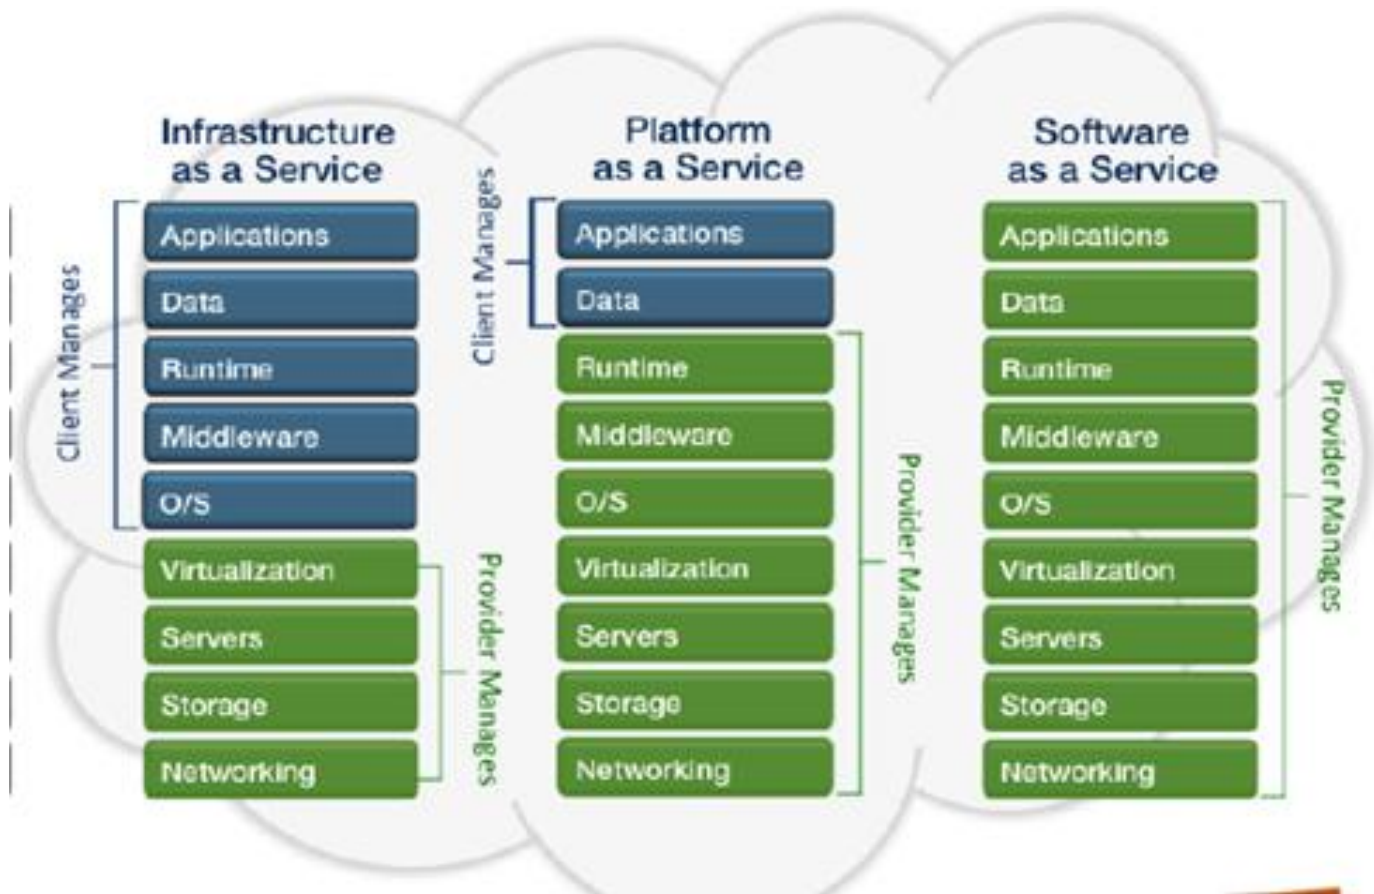 Infrastructure
as a Service
Client Manages
Applications
Data
Runtime
Middleware
O/S
Virtualization
Servers
Storage
Networking
Provider Manages
Platform
as a Service
Client Manages
Applications
Data
Runtime
Middleware
O/S
Virtualization
Servers
Storage
Networking
Provider Manages
Software
as a Service
Applications
Data
Runtime
Middleware
O/S
Virtualization
Servers
Storage
Networking
Provider Manages